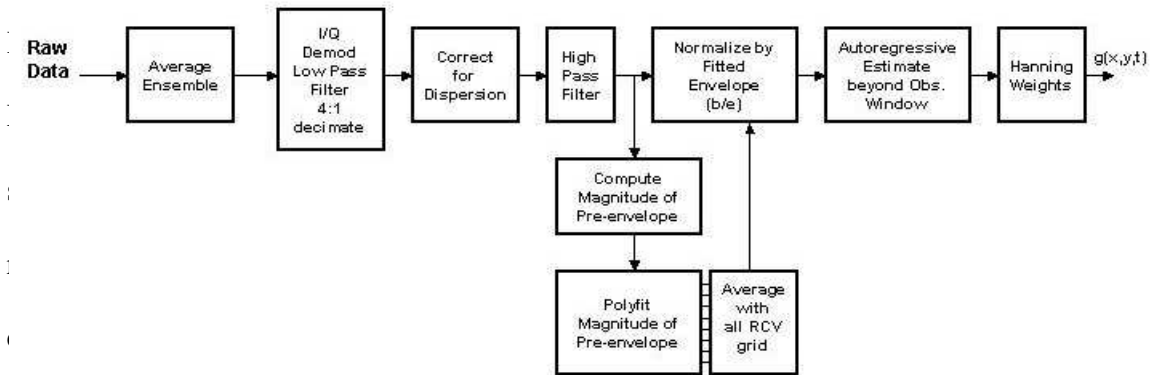 Raw
Data
Average
Ensemble
I/Q
Demod
Low Pass
Filter
4:1
decimate
Correct
for
Dispersion
High
Pass
Filter
Normalize by
Fitted
Envelope
(b/e)
Autoregressive
Estimate
beyond Obs.
Window
Hanning
Weights
g(x,y,t)
Compute
Magnitude of
Pre-envelope
Polyfit
Magnitude of
Pre-envelope
Average
with
all RCV
grid